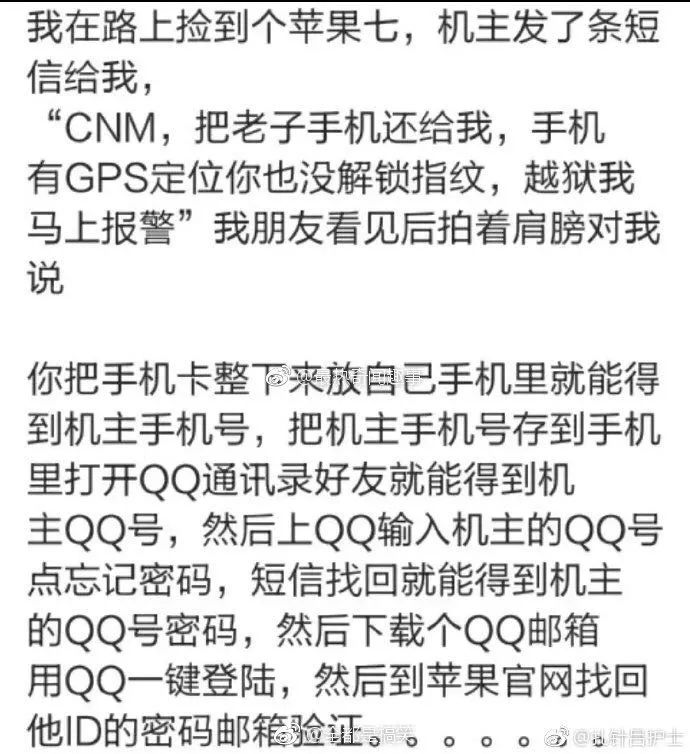 我在路上捡到个苹果七，机主发了条短
信给我，
“CNM，把老子手机还给我，手机
有GPS定位你也没解锁指纹，越狱我
马上报警”我朋友看见后拍着肩膀对我
说
你把手机卡整下来放自已手机里就能得
到机主手机号，把机主手机号存到手机
里打开QQ通讯录好友就能得到机
主QQ号，然后上QQ输入机主的QQ号
点忘记密码，短信找回就能得到机主
的QQ号密码，然后下载个QQ邮箱
用QQ一键登陆，然后到苹果官网找回
他ID的密码邮箱验证。。。。。。